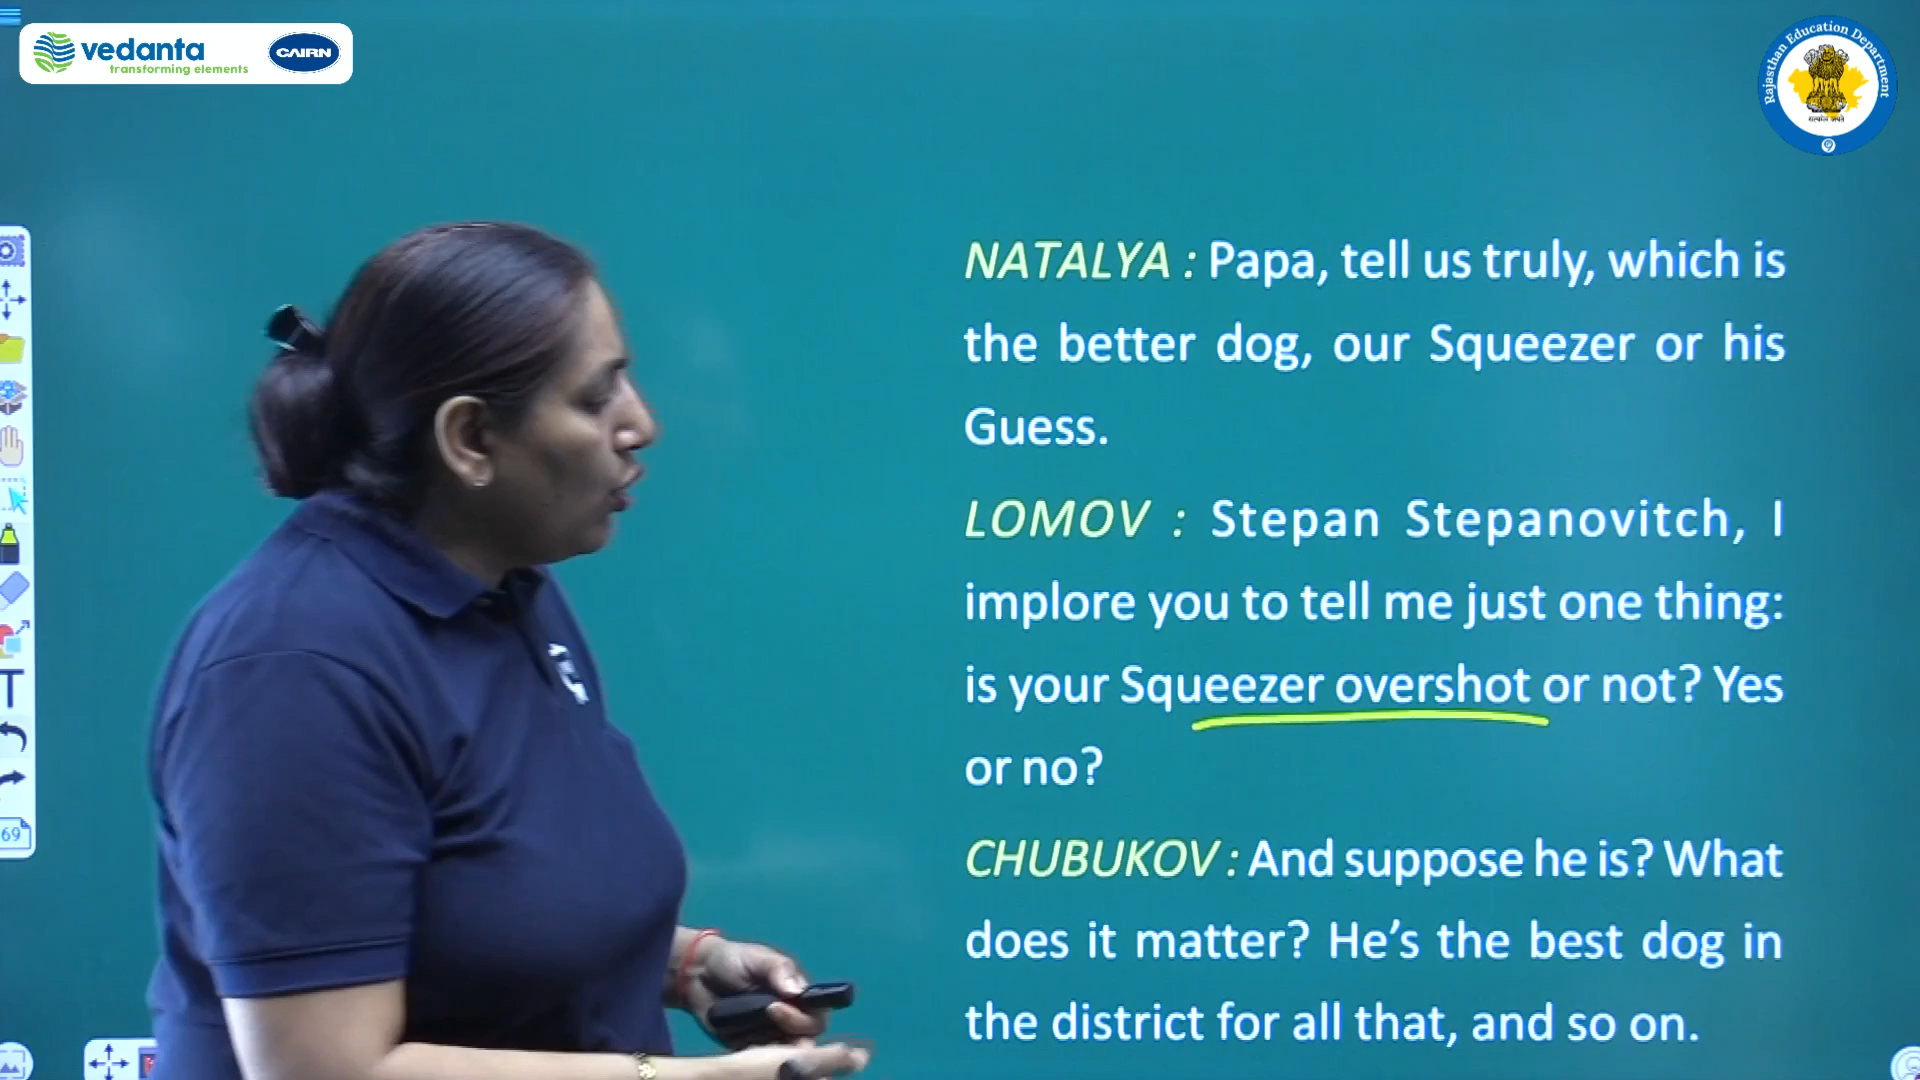 vedanta
transforming elements
CAIRN
Rajasthan Education Department
सत्यमेव जयते
NATALYA : Papa, tell us truly, which is
the better dog, our Squeezer or his
Guess.
LOMOV : Stepan Stepanovitch, I
implore you to tell me just one thing:
is your Squeezer overshot or not? Yes
or no?
CHUBUKOV : And suppose he is? What
does it matter? He's the best dog in
the district for all that, and so on.
T
69